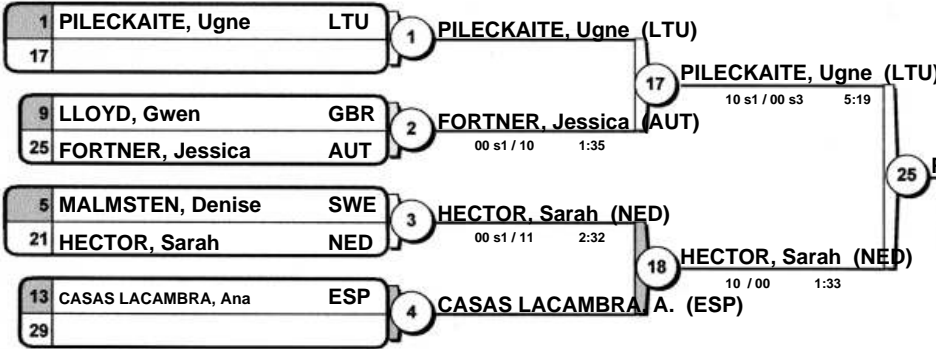 1 PILECKAITE, Ugne LTU
17
1
PILECKAITE, Ugne (LTU)
9 LLOYD, Gwen GBR
25 FORTNER, Jessica AUT
2
FORTNER, Jessica (AUT)
00 s1 / 10 1:35
17
PILECKAITE, Ugne (LTU)
10 s1 / 00 s3 5:19
5 MALMSTEN, Denise SWE
21 HECTOR, Sarah NED
3
HECTOR, Sarah (NED)
00 s1 / 11 2:32
13 CASAS LACAMBRA, Ana ESP
29
4
CASAS LACAMBRA, A. (ESP)
18
HECTOR, Sarah (NED)
10 / 00 1:33
25